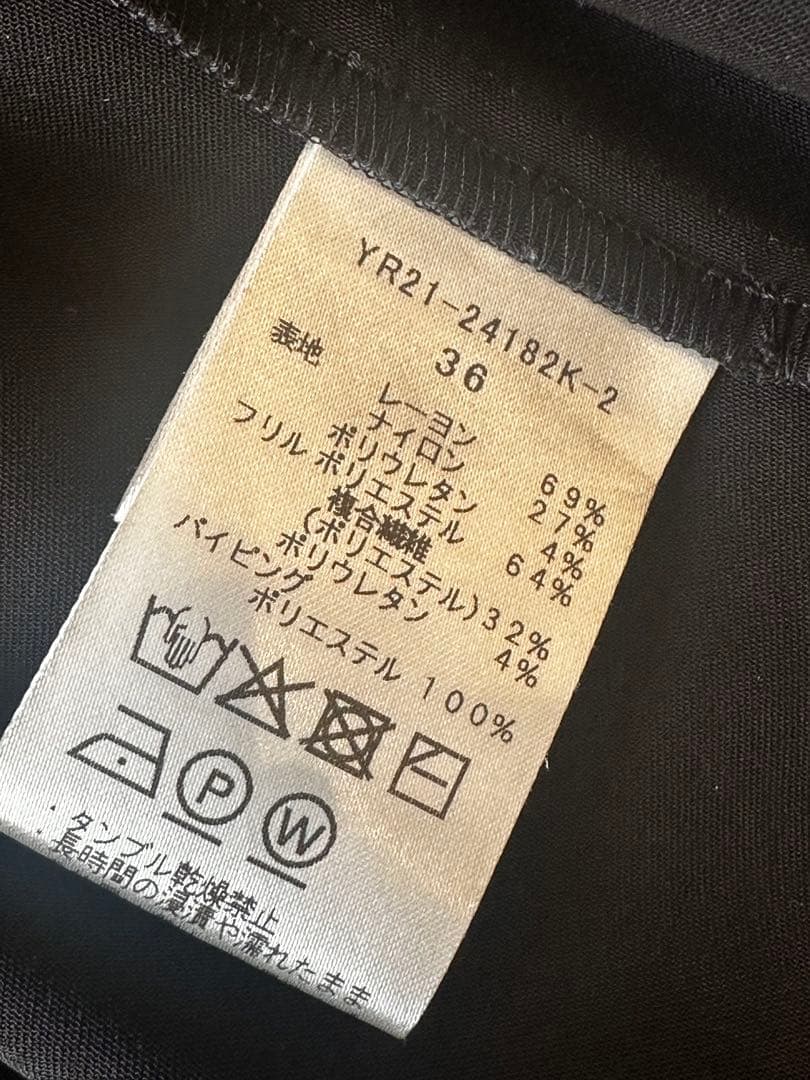 YR21-24182K-2
36
表地
レーヨン 69%
ナイロン 27%
ポリウレタン 4%
フリル ポリエステル 64%
複合繊維
(ポリエステル)32%
ポリウレタン 4%
パイピング
ポリエステル 100%
P W
・タンブル乾燥禁止
・長時間の浸漬や濡れたまま